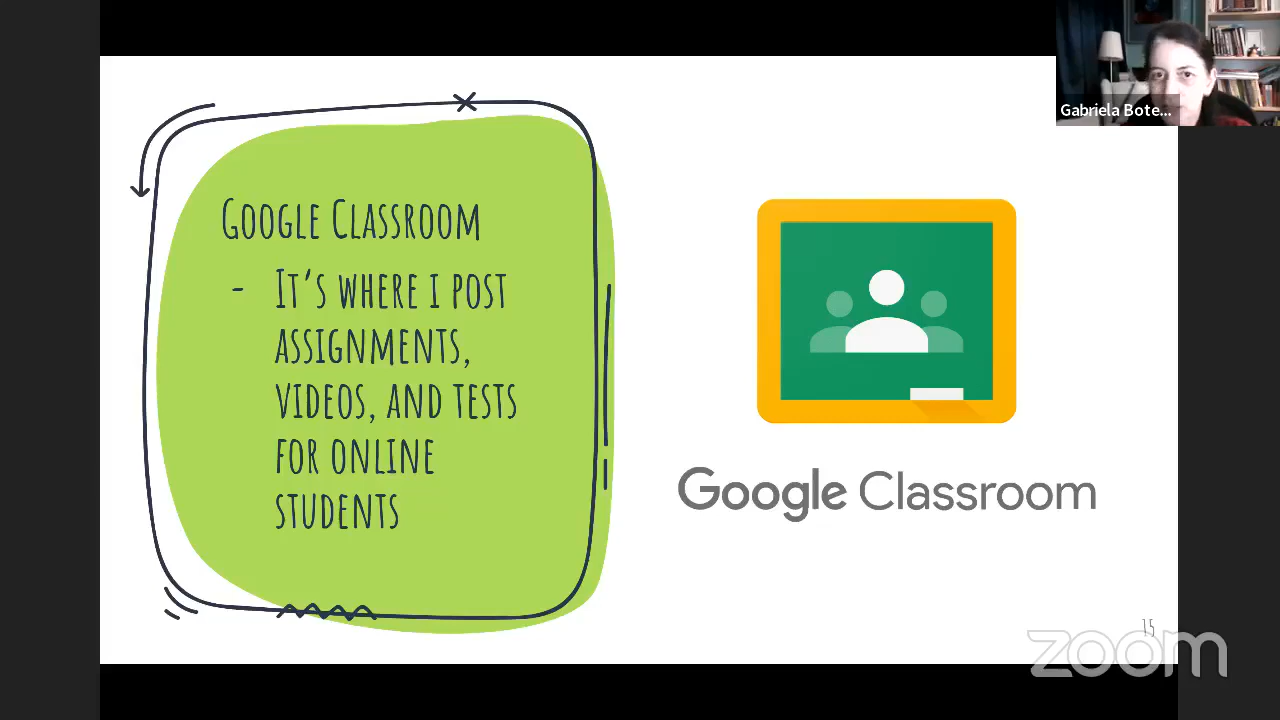 Gabriela Bote...
Google Classroom
- It's where I post
assignments,
videos, and tests
for online
students
Google Classroom
15
zoom